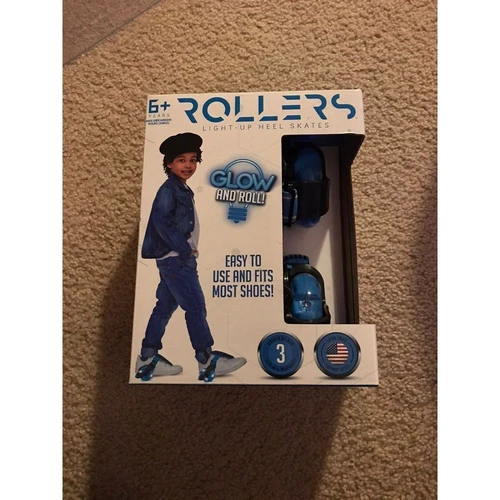 6+
YEARS
ROLLERS
LIGHT-UP HEEL SKATES
GLOW
AND ROLL!
EASY TO
USE AND FITS
MOST SHOES!
3